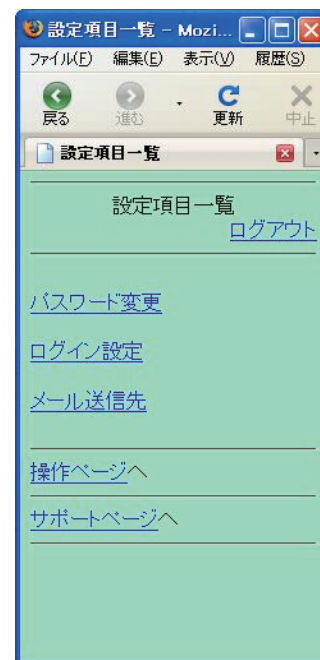 設定項目一覧 - Mozi...
ファイル(F) 編集(E) 表示(V) 履歴(S)
戻る 進む 更新 中止
設定項目一覧
設定項目一覧
ログアウト
パスワード変更
ログイン設定
メール送信先
操作ページへ
サポートページへ